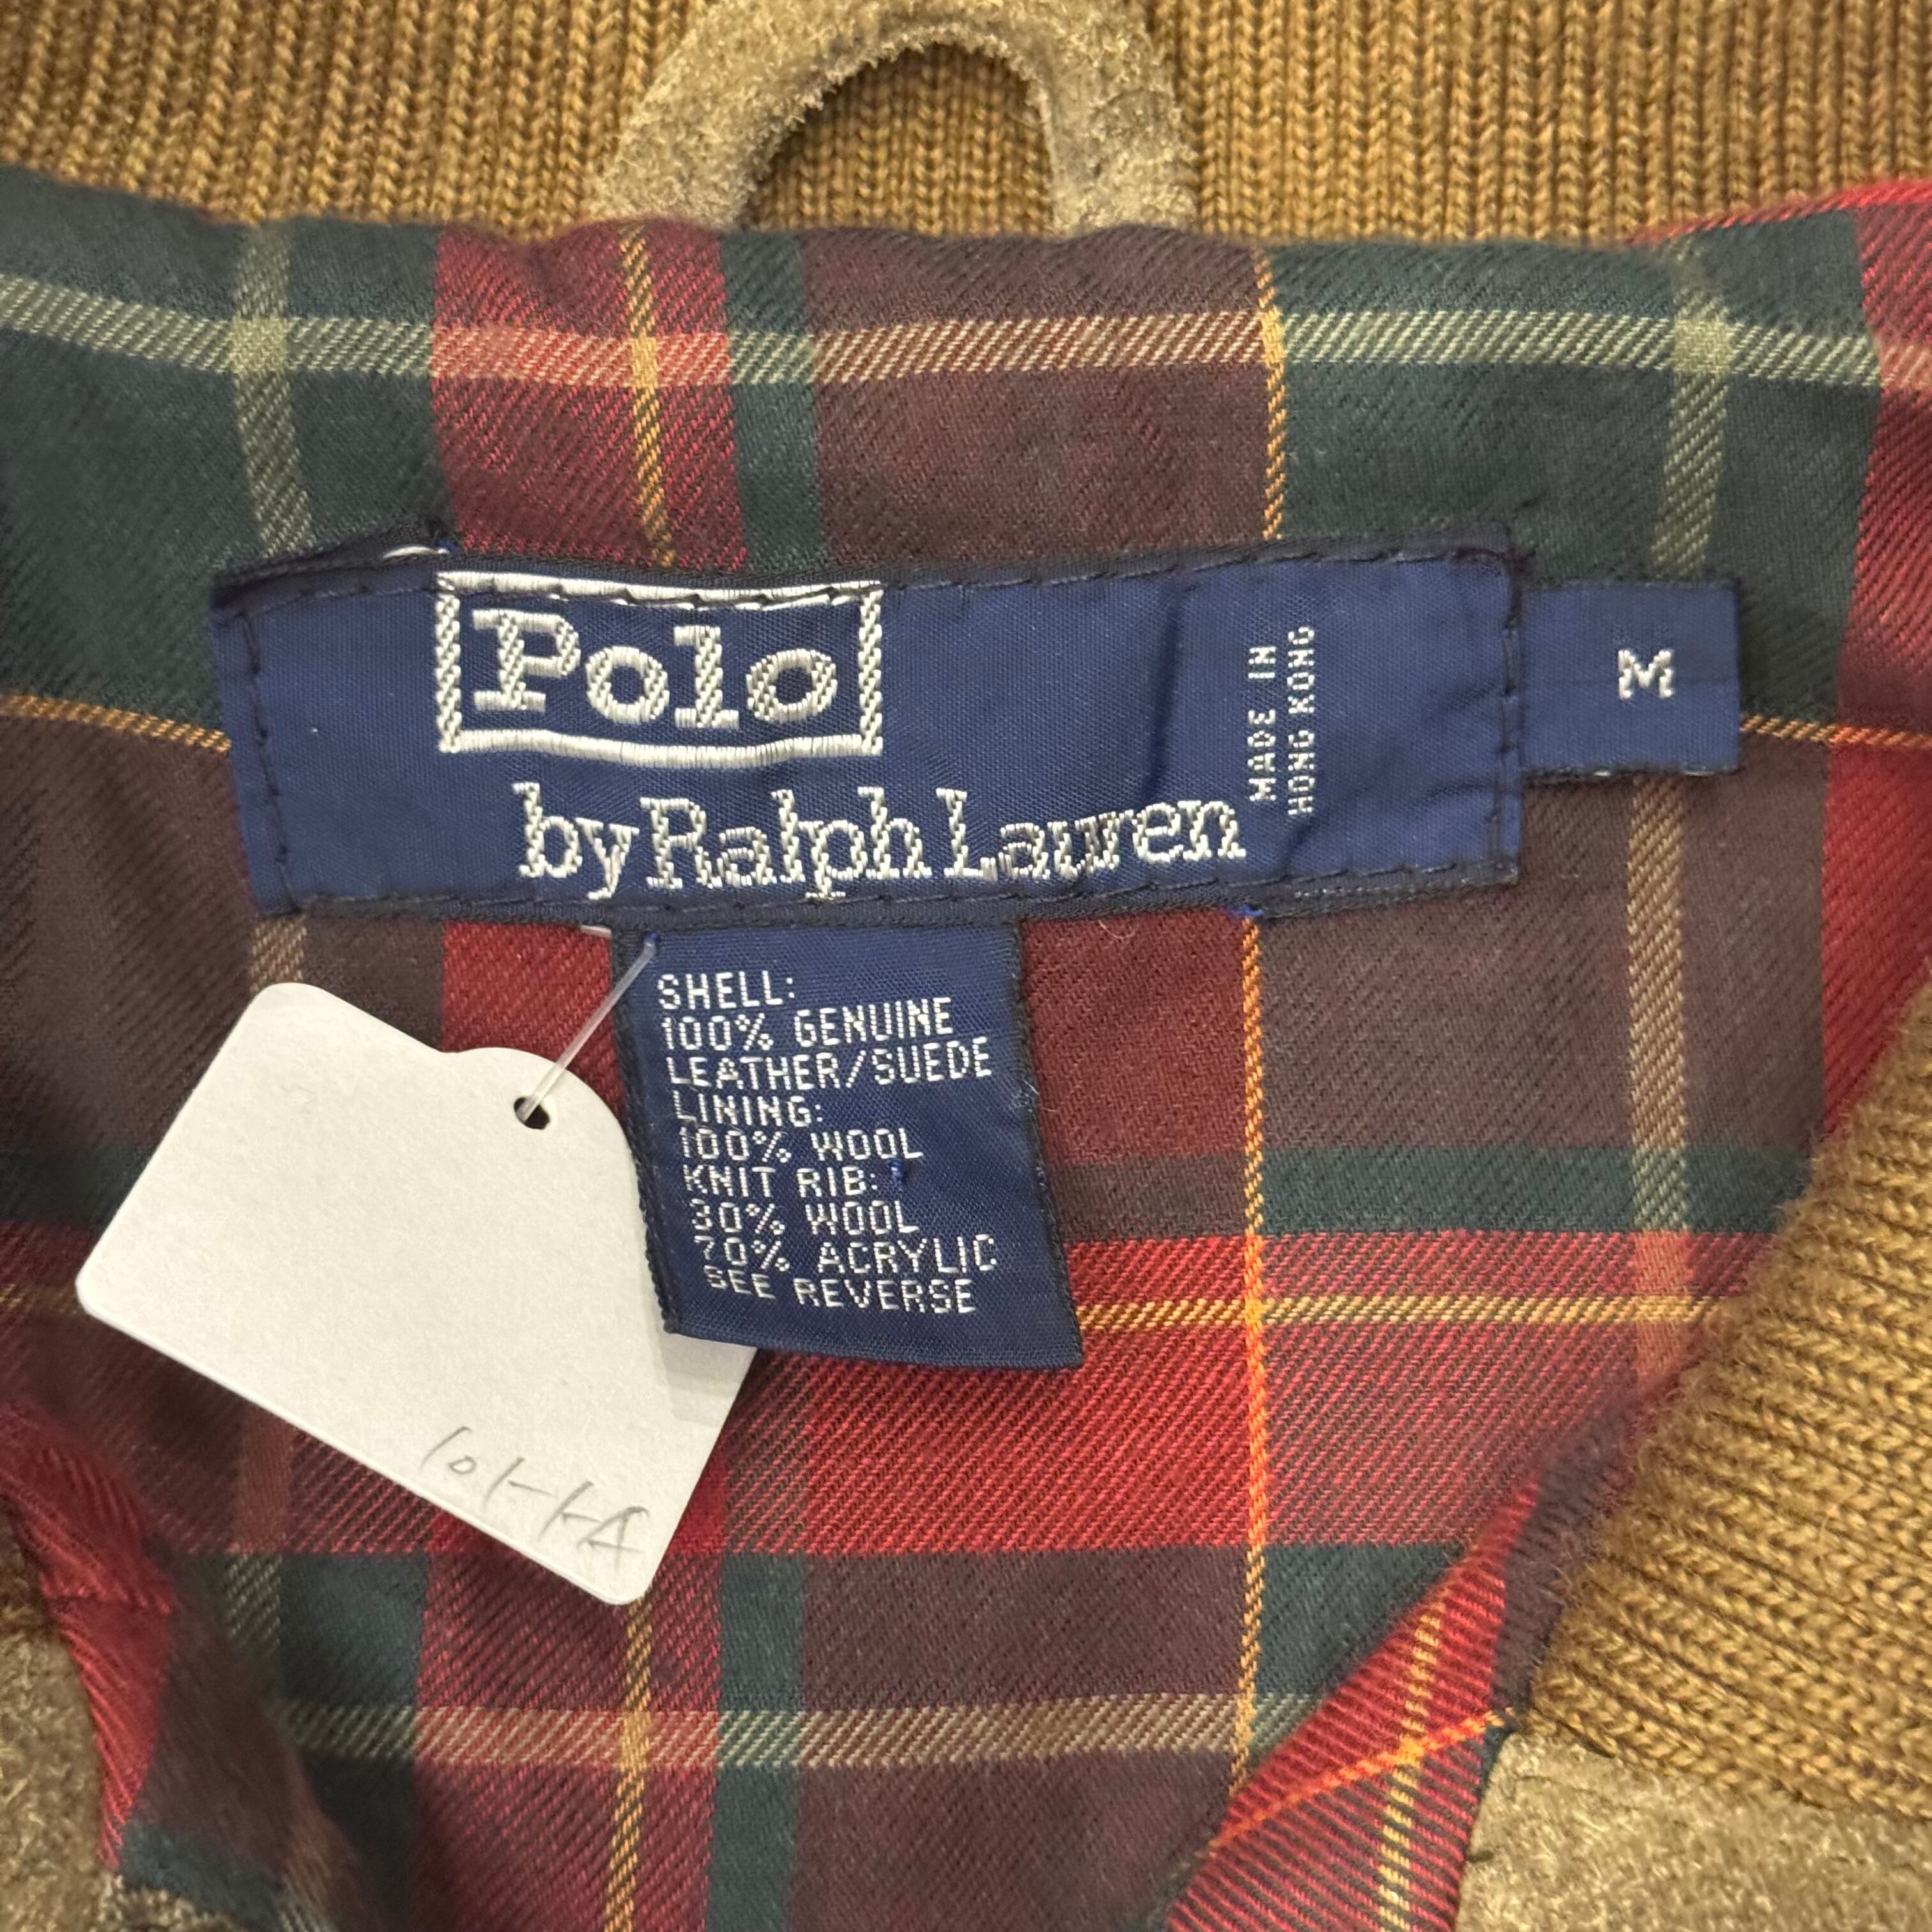 Polo
by Ralph Lauren
MADE IN
HONG KONG
M
SHELL:
100% GENUINE
LEATHER/SUEDE
LINING:
100% WOOL
KNIT RIB:
30% WOOL
70% ACRYLIC
SEE REVERSE